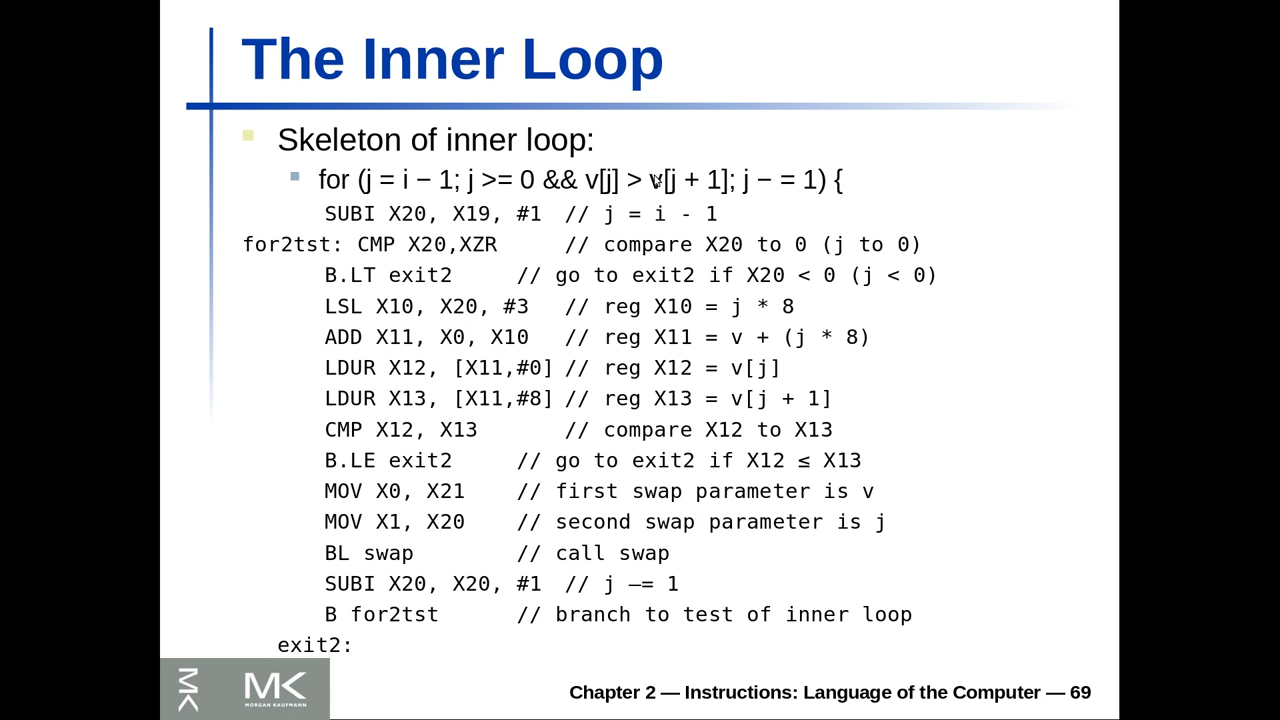 The Inner Loop
Skeleton of inner loop:
for (j = i − 1; j >= 0 && v[j] > v[j + 1]; j − = 1) {
SUBI X20, X19, #1 // j = i - 1
for2tst: CMP X20,XZR // compare X20 to 0 (j to 0)
B.LT exit2 // go to exit2 if X20 < 0 (j < 0)
LSL X10, X20, #3 // reg X10 = j * 8
ADD X11, X0, X10 // reg X11 = v + (j * 8)
LDUR X12, [X11,#0] // reg X12 = v[j]
LDUR X13, [X11,#8] // reg X13 = v[j + 1]
CMP X12, X13 // compare X12 to X13
B.LE exit2 // go to exit2 if X12 ≤ X13
MOV X0, X21 // first swap parameter is v
MOV X1, X20 // second swap parameter is j
BL swap // call swap
SUBI X20, X20, #1 // j –= 1
B for2tst // branch to test of inner loop
exit2:
MK
MK
MORGAN KAUFMANN
Chapter 2 — Instructions: Language of the Computer — 69